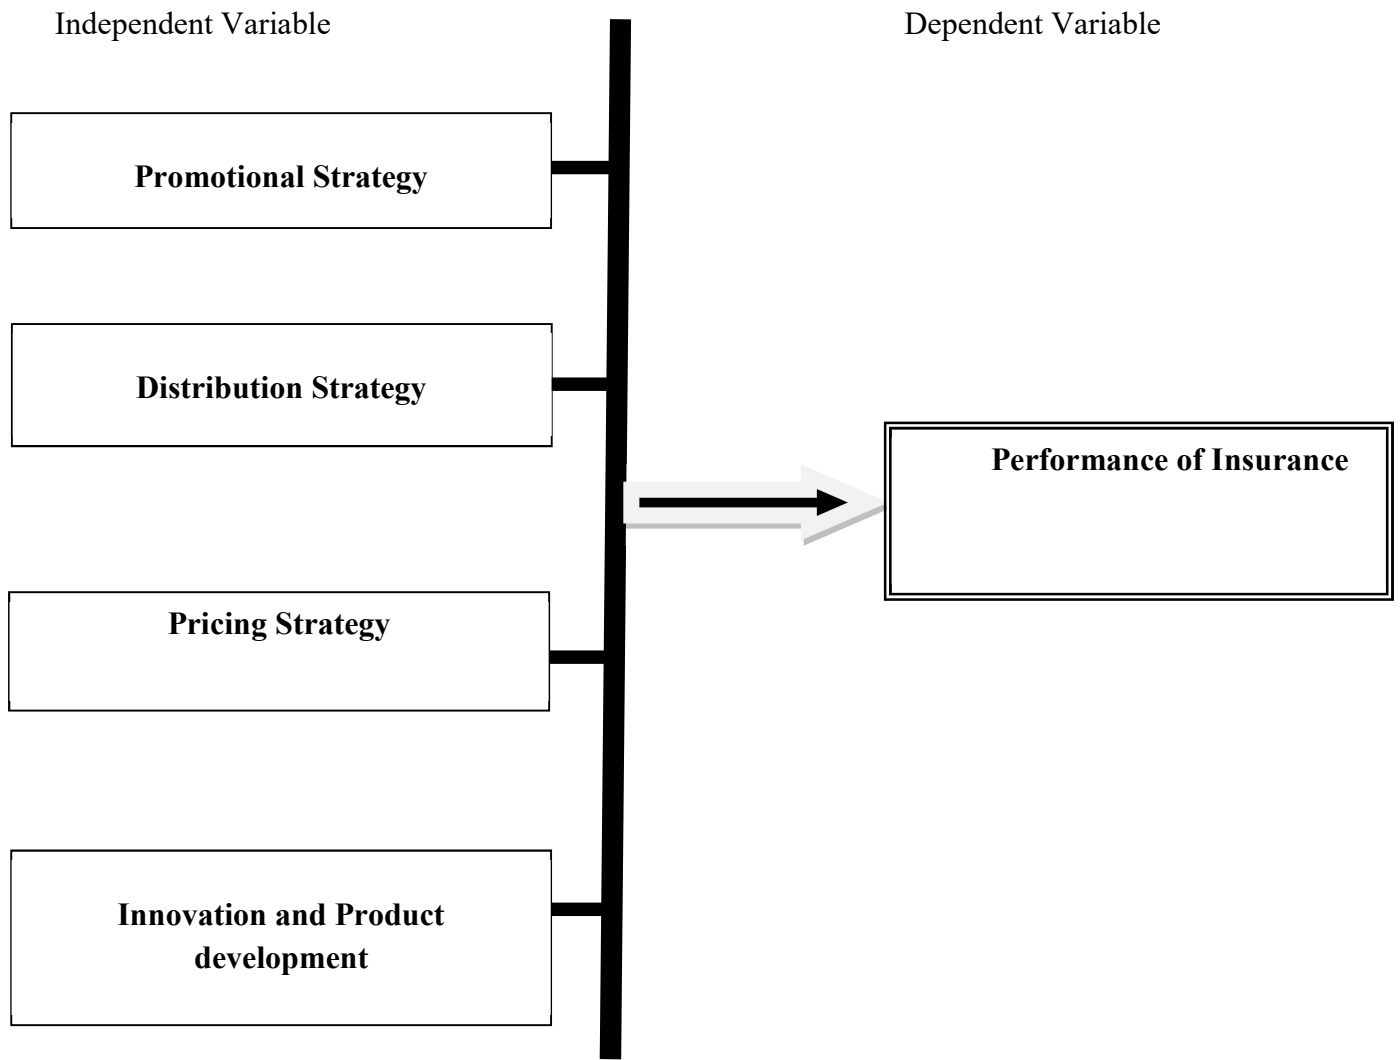 Independent Variable
Dependent Variable
Promotional Strategy
Distribution Strategy
Performance of Insurance
Pricing Strategy
Innovation and Product
development